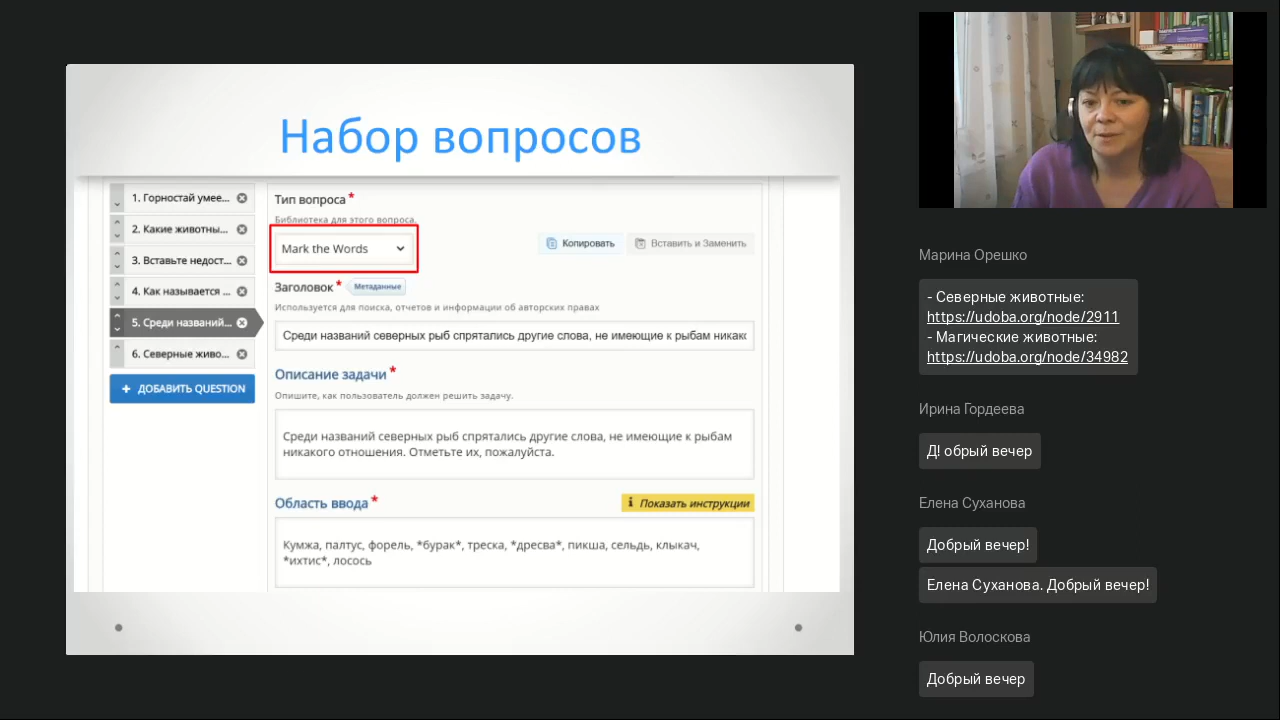 Набор вопросов
1. Горностай умее...
2. Какие животны...
3. Вставьте недост...
4. Как называется ...
5. Среди названий...
6. Северные живо...
+ ДОБАВИТЬ QUESTION
Тип вопроса*
Библиотека для этого вопроса.
Mark the Words
Копировать
Вставить и Заменить
Заголовок* Метаданные
Используется для поиска, отчетов и информации об авторских правах
Среди названий северных рыб спрятались другие слова, не имеющие к рыбам никакс
Описание задачи*
Опишите, как пользователь должен решить задачу.
Среди названий северных рыб спрятались другие слова, не имеющие к рыбам
никакого отношения. Отметьте их, пожалуйста.
Область ввода*
Показать инструкции
Кумжа, палтус, форель, *бурак*, треска, *дресва*, пикша, сельдь, клыкач,
*ихтис*, лосось
Марина Орешко
- Северные животные:
https://udoba.org/node/2911
- Магические животные:
https://udoba.org/node/34982
Ирина Гордеева
Д! обрый вечер
Елена Суханова
Добрый вечер!
Елена Суханова. Добрый вечер!
Юлия Волоскова
Добрый вечер